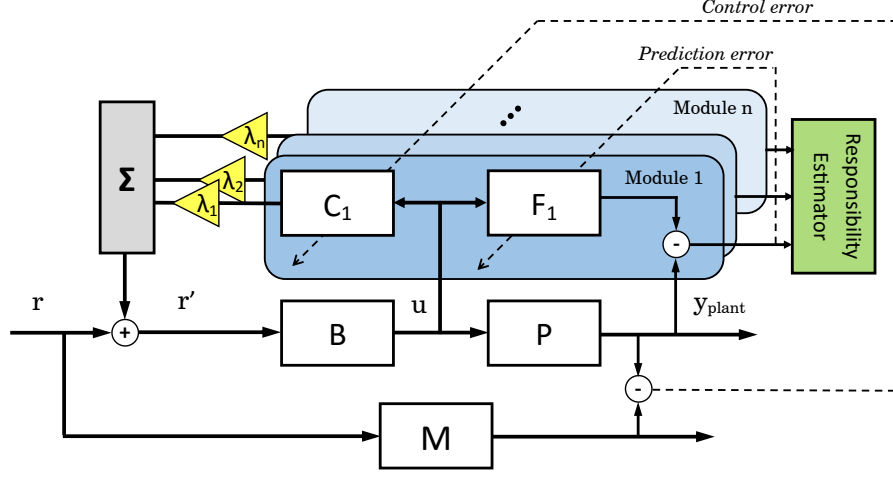 Control error
Prediction error
Module n
λn
Σ
λ2
λ1
C1
F1
Module 1
-
Responsibility
Estimator
r
r’
u
yplant
+
B
P
-
M